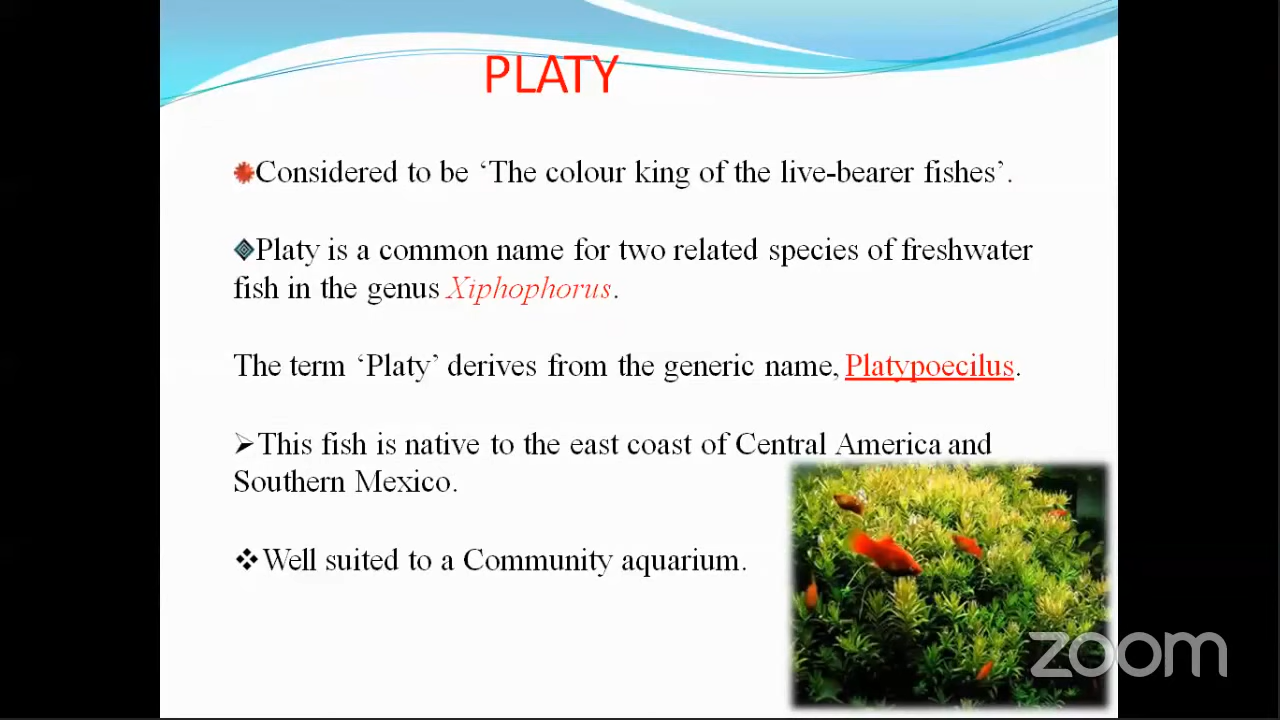 PLATY
Considered to be ‘The colour king of the live-bearer fishes’.
Platy is a common name for two related species of freshwater
fish in the genus Xiphophorus.
The term ‘Platy’ derives from the generic name, Platypoecilus.
This fish is native to the east coast of Central America and
Southern Mexico.
Well suited to a Community aquarium.
zoom